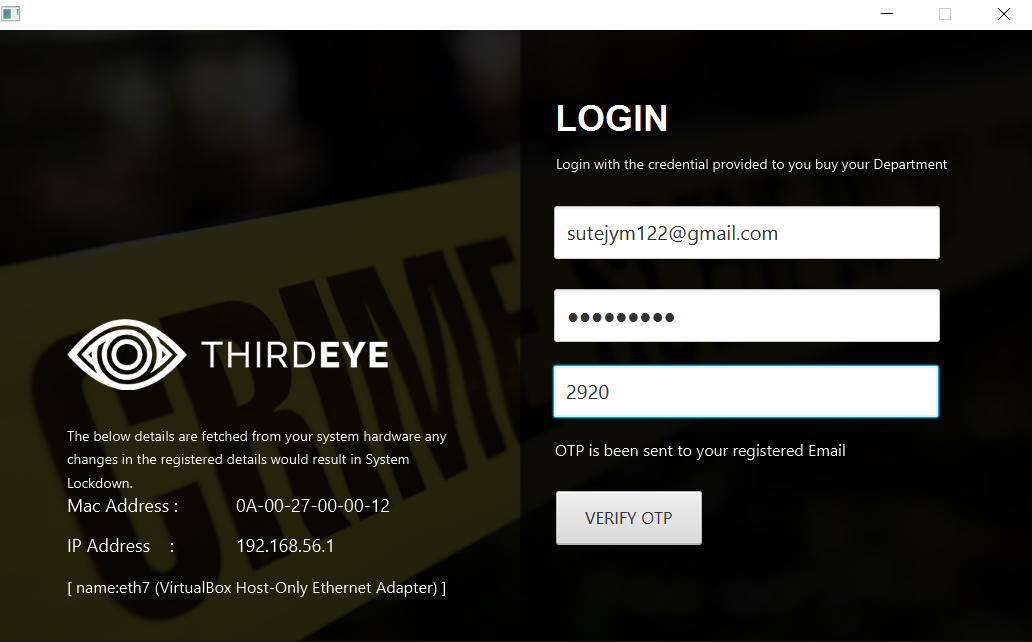 THIRDEYE
The below details are fetched from your system hardware any
changes in the registered details would result in System
Lockdown.
Mac Address : 0A-00-27-00-00-12
IP Address : 192.168.56.1
[ name:eth7 (VirtualBox Host-Only Ethernet Adapter) ]
LOGIN
Login with the credential provided to you buy your Department
sutejym122@gmail.com
●●●●●●●●●
2920
OTP is been sent to your registered Email
VERIFY OTP
CRIME